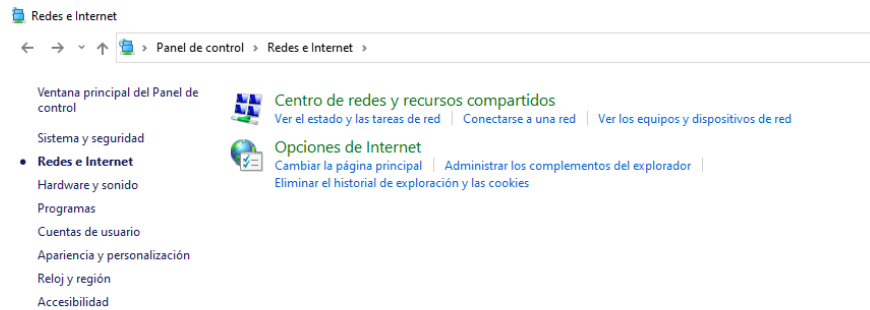 Redes e Internet
Panel de control > Redes e Internet >
Ventana principal del Panel de
control
Sistema y seguridad
Redes e Internet
Hardware y sonido
Programas
Cuentas de usuario
Apariencia y personalización
Reloj y región
Accesibilidad
Centro de redes y recursos compartidos
Ver el estado y las tareas de red | Conectarse a una red | Ver los equipos y dispositivos de red
Opciones de Internet
Cambiar la página principal | Administrar los complementos del explorador |
Eliminar el historial de exploración y las cookies